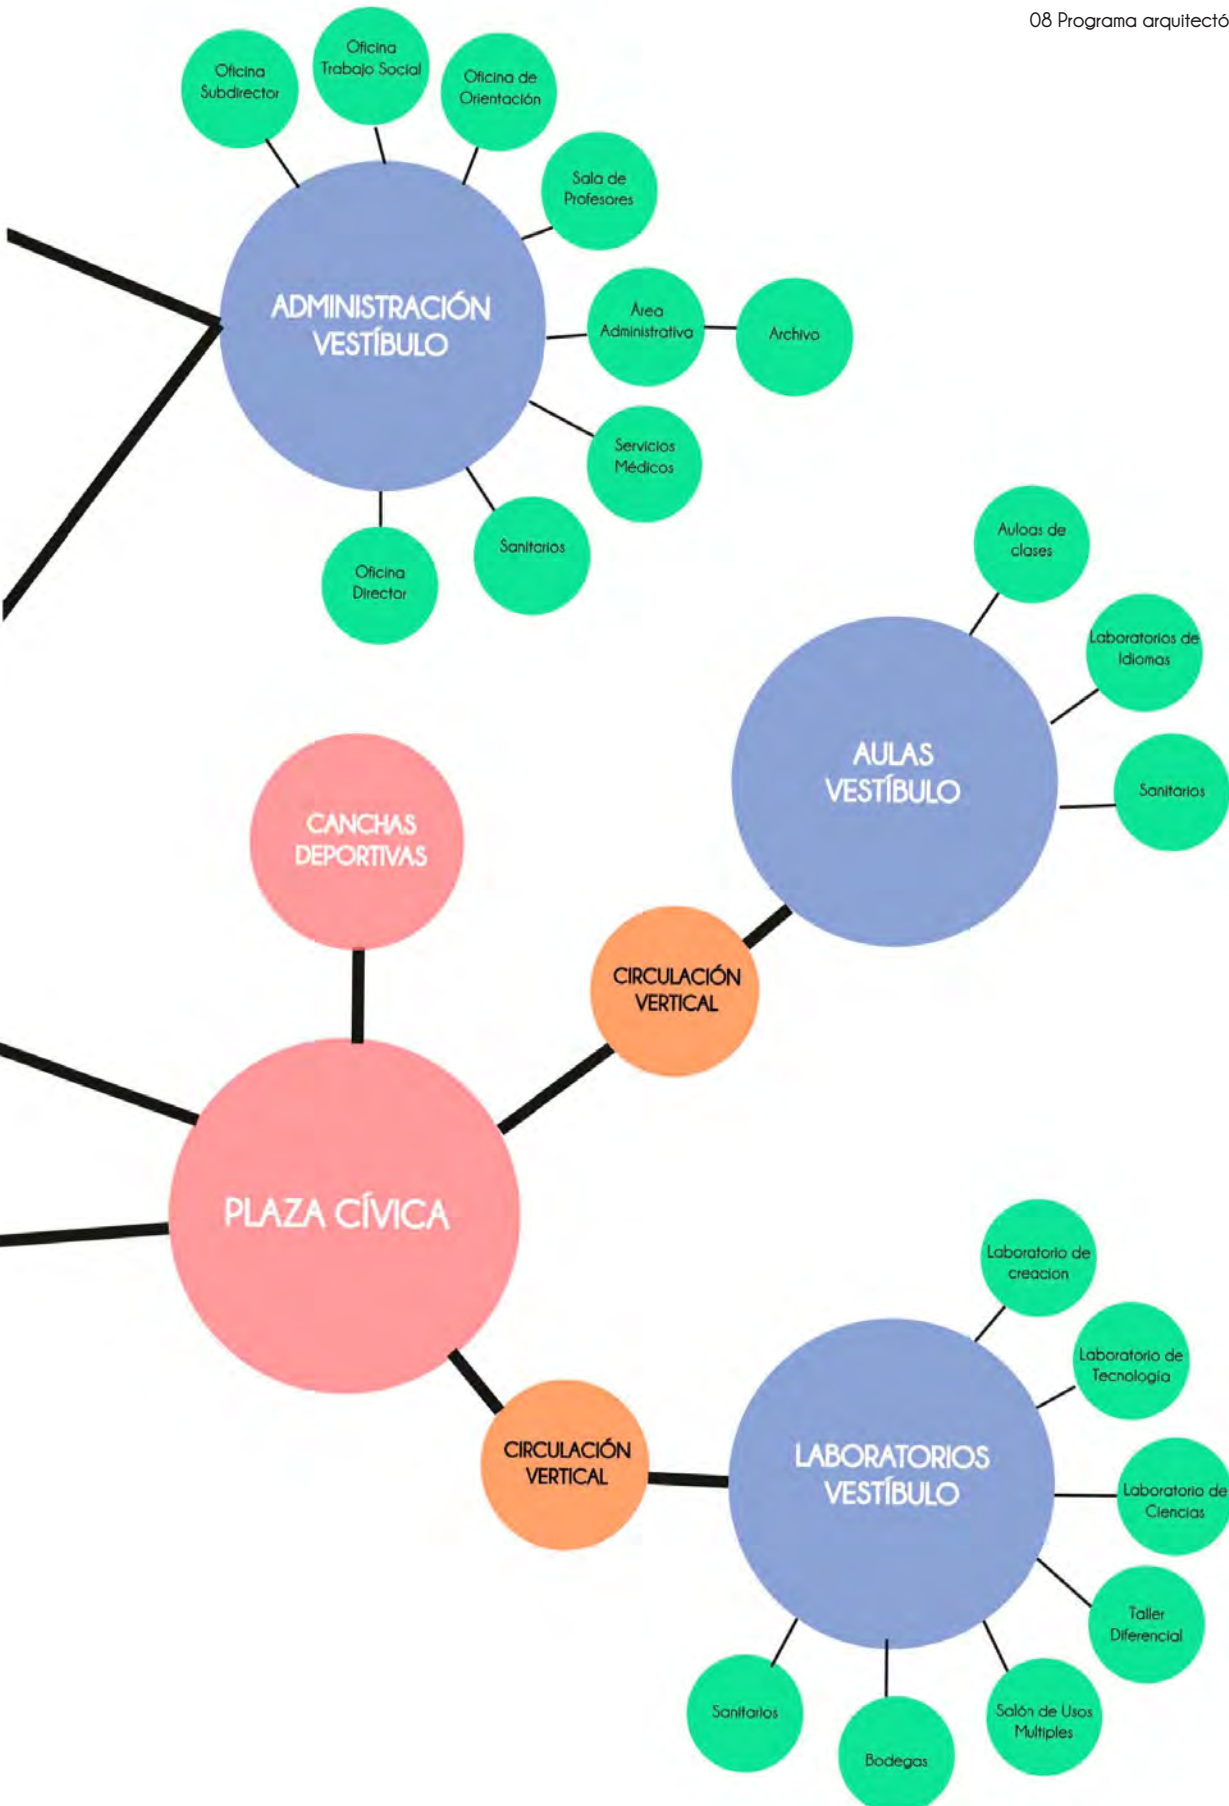 08 Programa arquitectó
Oficina
Subdirector
Oficina
Trabajo Social
Oficina de
Orientación
Sala de
Profesores
ADMINISTRACIÓN
VESTÍBULO
Área
Administrativa
Archivo
Servicios
Médicos
Sanitarios
Oficina
Director
Auloas de
clases
Laboratorios de
Idiomas
Sanitarios
AULAS
VESTÍBULO
CANCHAS
DEPORTIVAS
CIRCULACIÓN
VERTICAL
PLAZA CÍVICA
CIRCULACIÓN
VERTICAL
LABORATORIOS
VESTÍBULO
Laboratorio de
creacion
Laboratorio de
Tecnología
Laboratorio de
Ciencias
Taller
Diferencial
Salón de Usos
Multiples
Bodegas
Sanitarios